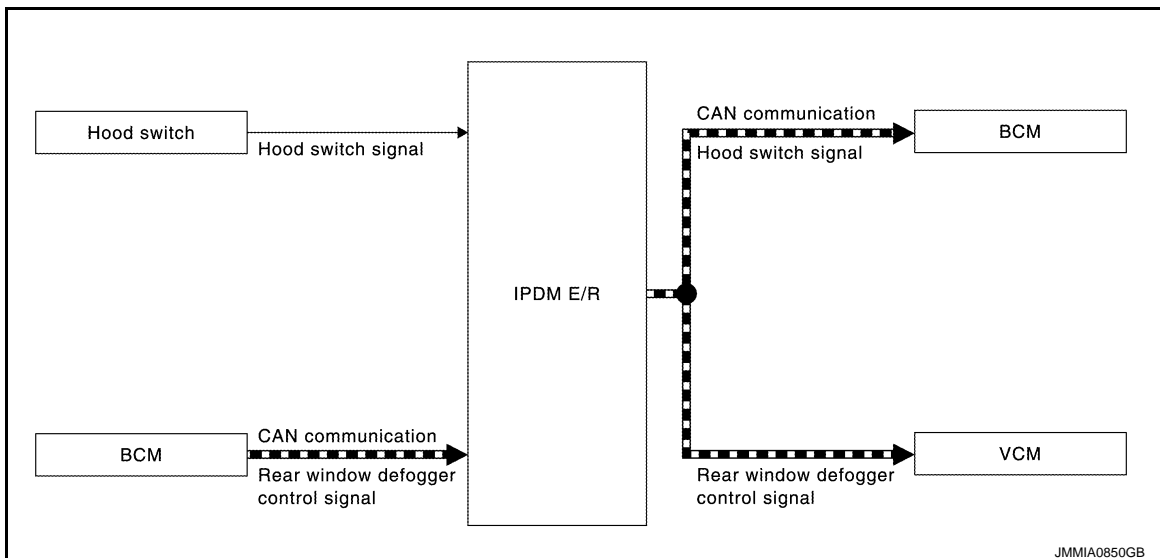 Hood switch
Hood switch signal
BCM
CAN communication
Rear window defogger
control signal
IPDM E/R
CAN communication
Hood switch signal
BCM
Rear window defogger
control signal
VCM
JMMIA0850GB